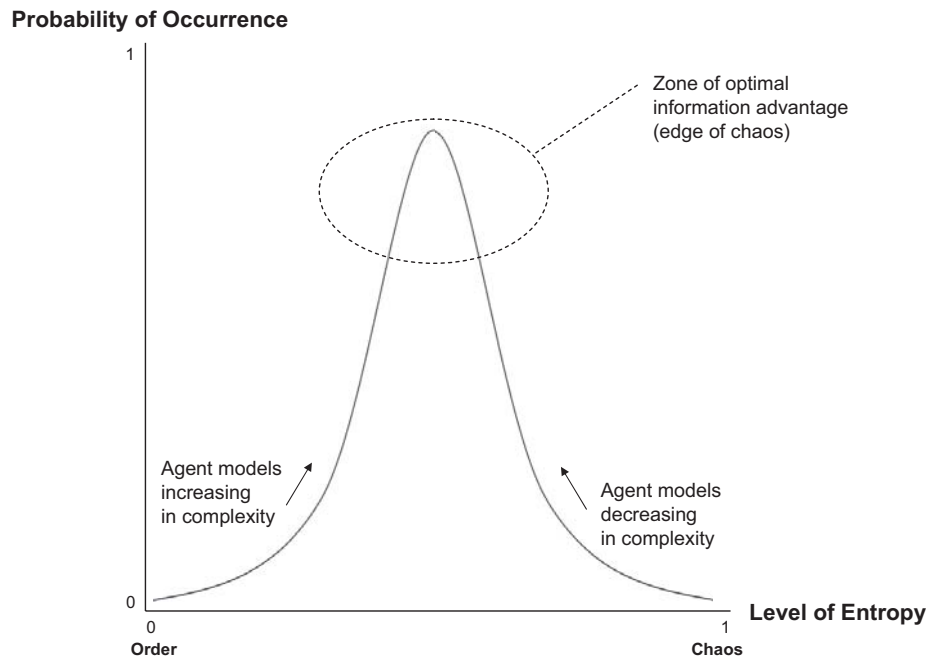 Probability of Occurrence
1
Zone of optimal
information advantage
(edge of chaos)
Agent models
increasing
in complexity
Agent models
decreasing
in complexity
0
Level of Entropy
0
1
Order
Chaos